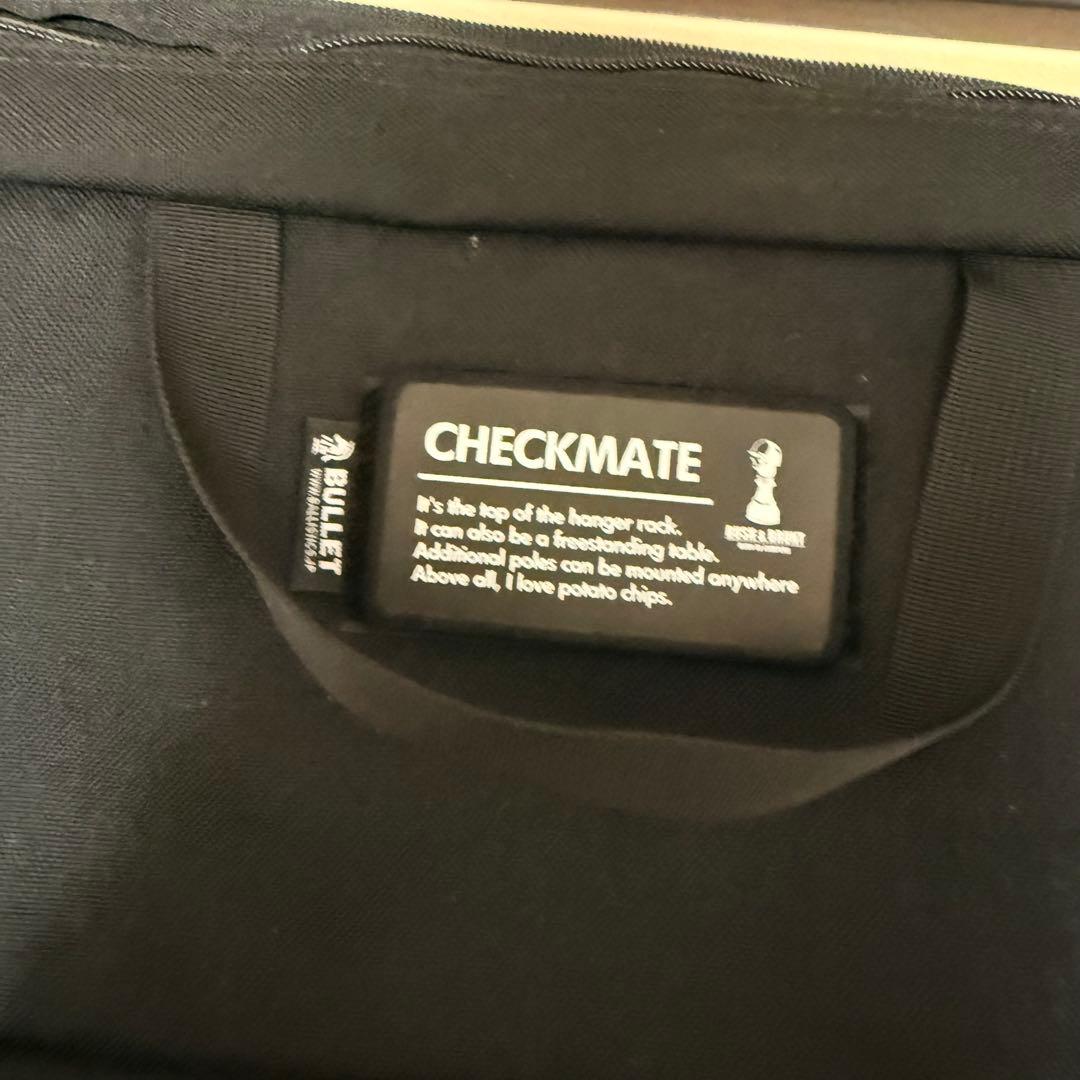 CHECKMATE
It's the top of the hanger rack.
It can also be a freestanding table.
Additional poles can be mounted anywhere
Above all, I love potato chips.
BULLET